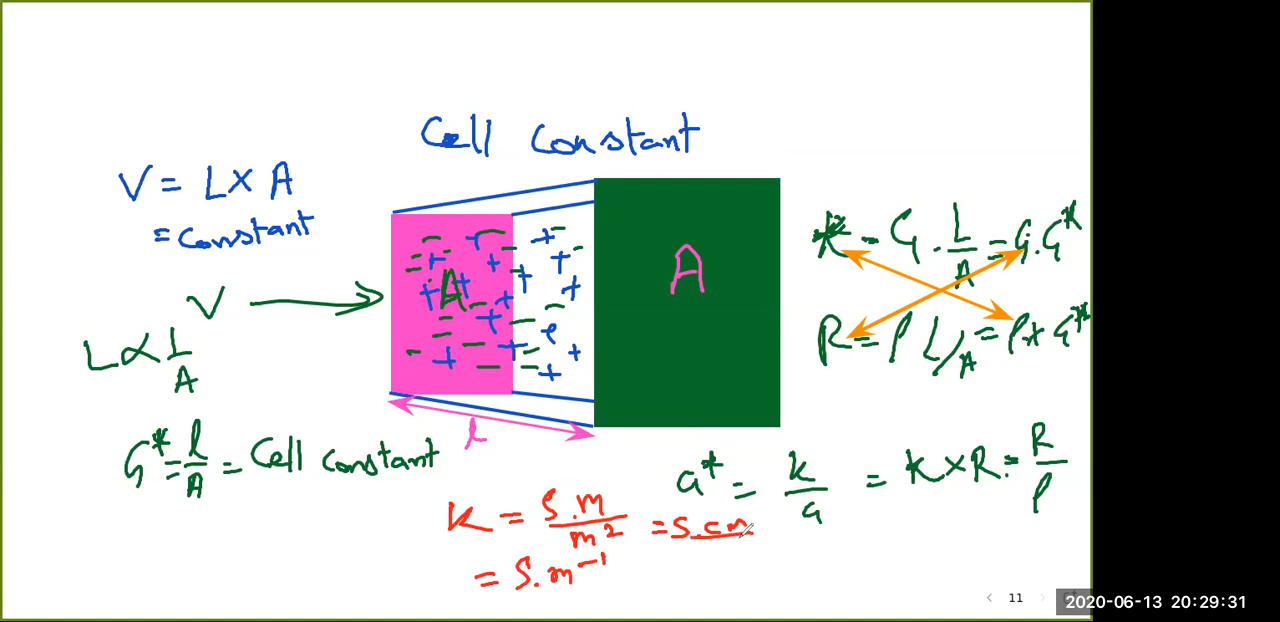 Cell Constant
V = L X A
= Constant
V
L ∝ L/A
G* = l/A = Cell Constant
A
A
l
K = G . L/A = G. G*
R = ρ L/A = ρ x G*
G* = K/G = K X R = R/ρ
K = S.m/m2 = S.cm
= S.m-1
11
2020-06-13 20:29:31